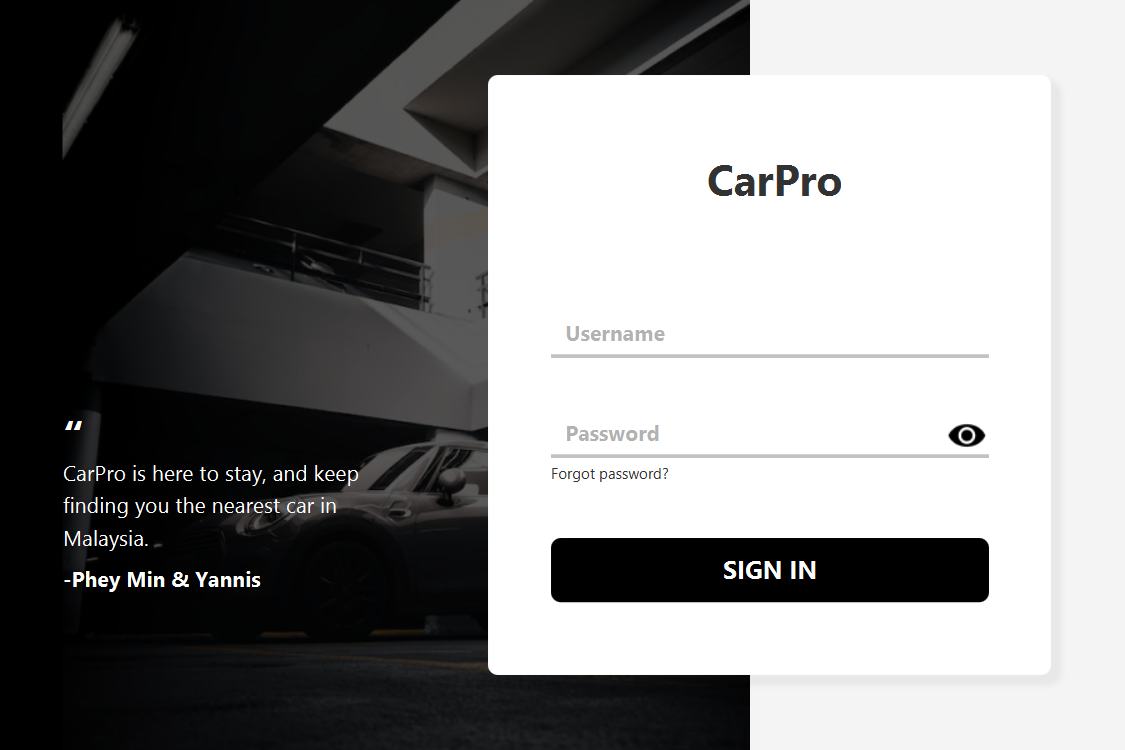 CarPro
Username
Password
Forgot password?
SIGN IN
“
CarPro is here to stay, and keep
finding you the nearest car in
Malaysia.
-Phey Min & Yannis